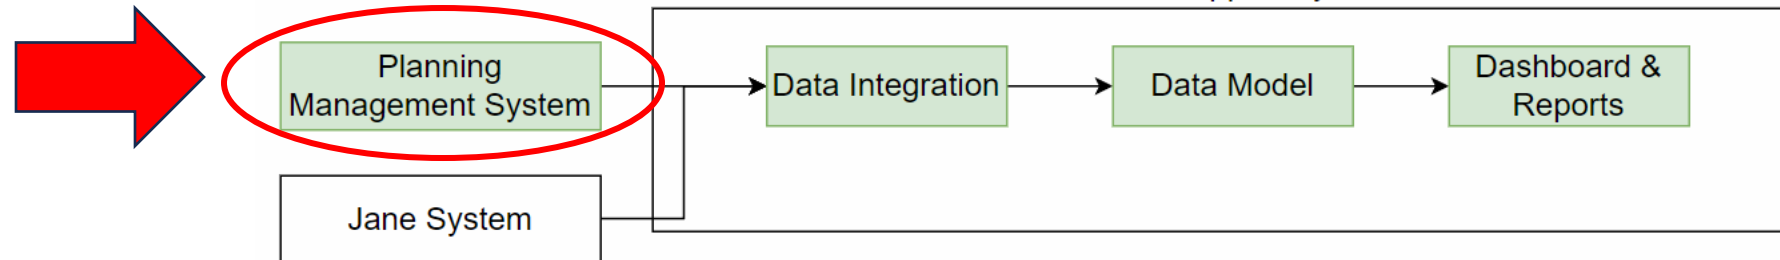 Planning
Management System
Data Integration
Data Model
Dashboard &
Reports
Jane System